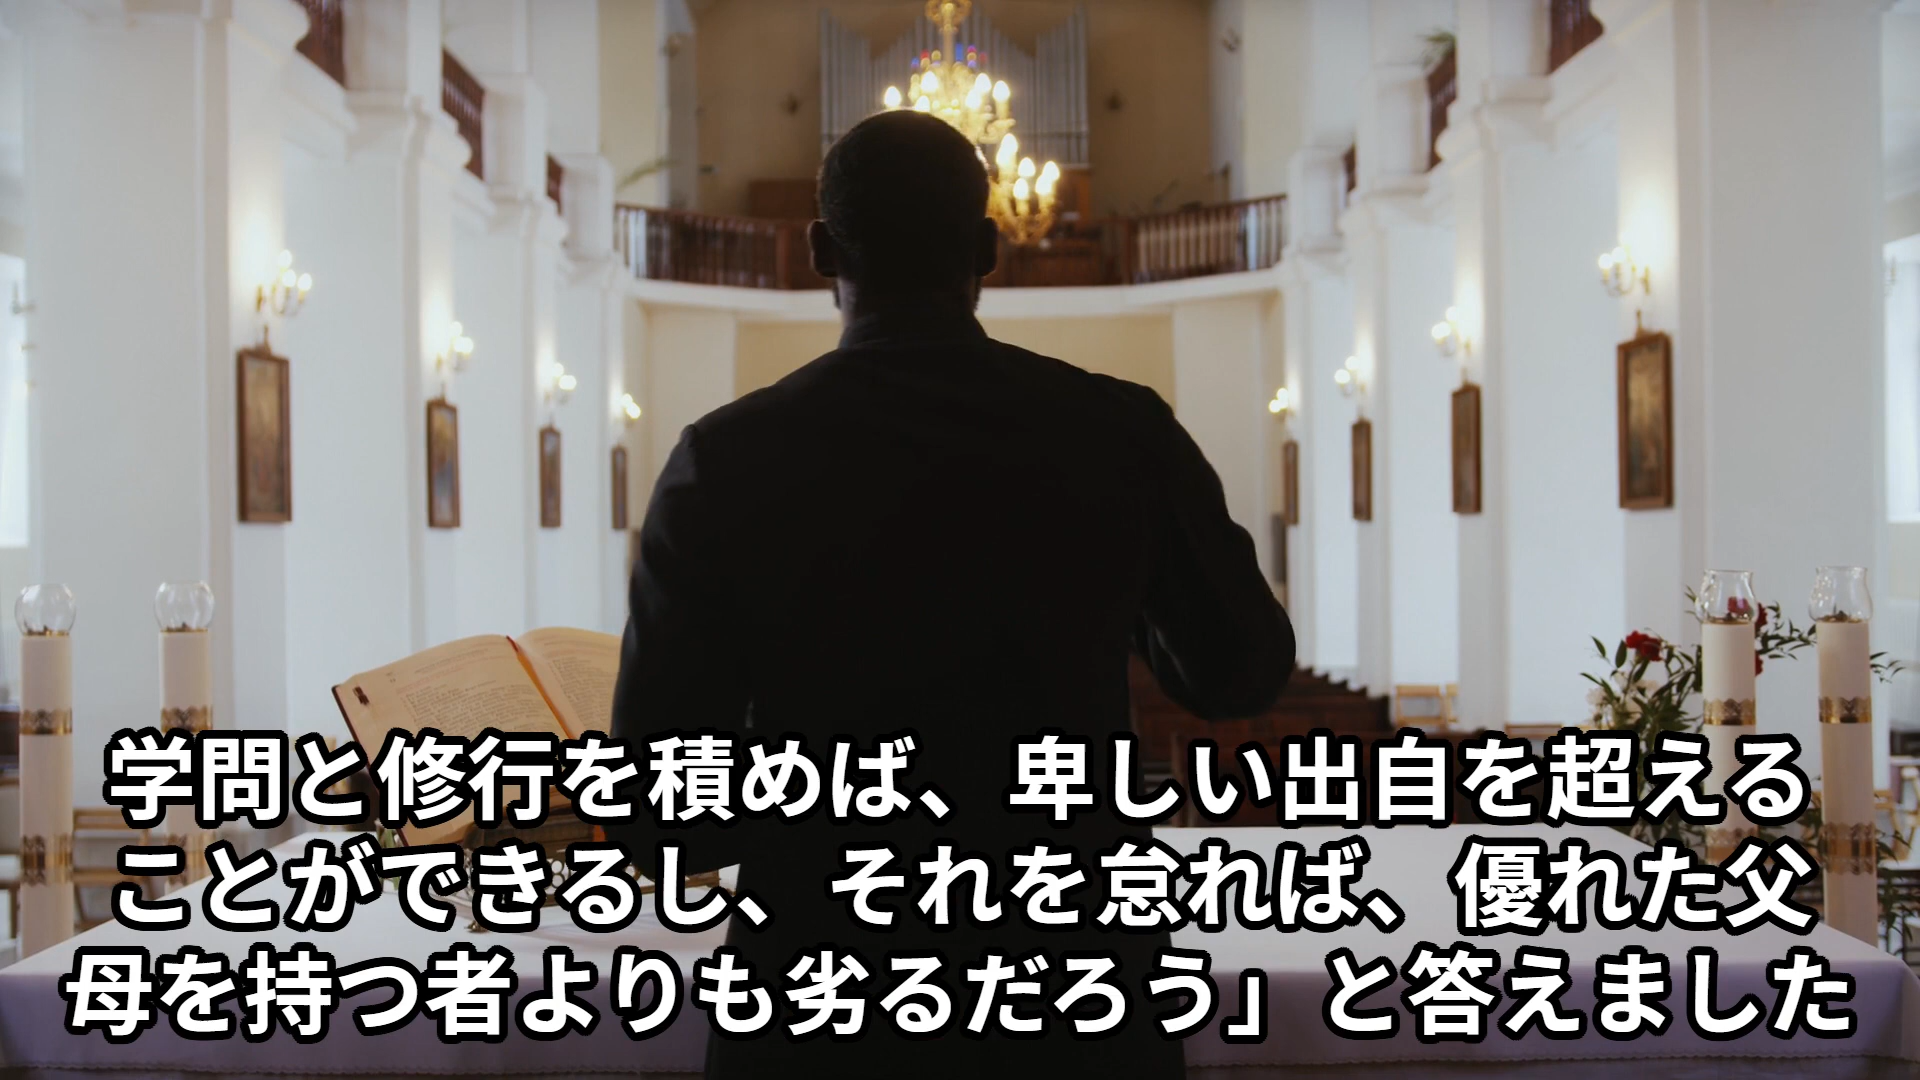 学問と修行を積めば、卑しい出自を超える
ことができるし、それを怠れば、優れた父
母を持つ者よりも劣るだろう」と答えました